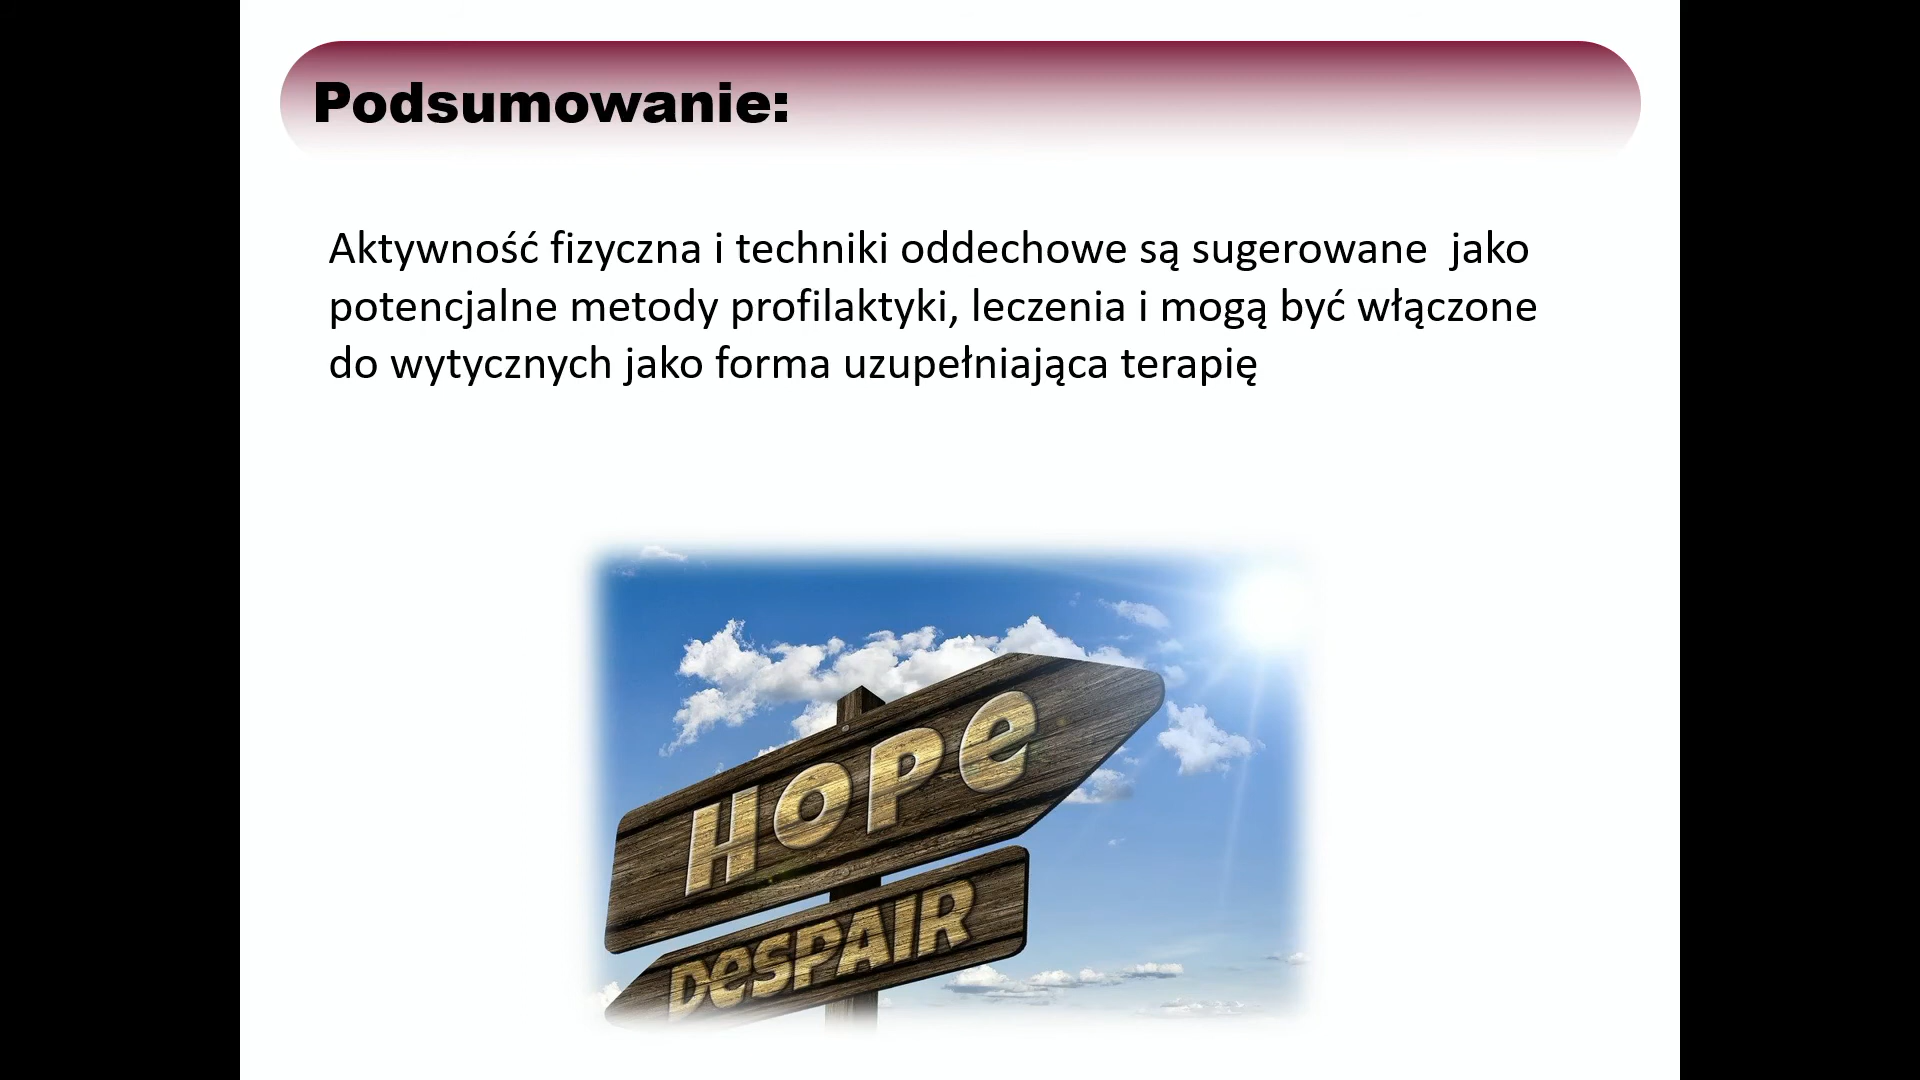 Podsumowanie:
Aktywność fizyczna i techniki oddechowe są sugerowane  jako
potencjalne metody profilaktyki, leczenia i mogą być włączone
do wytycznych jako forma uzupełniająca terapię
HOPe
DeSPAIR